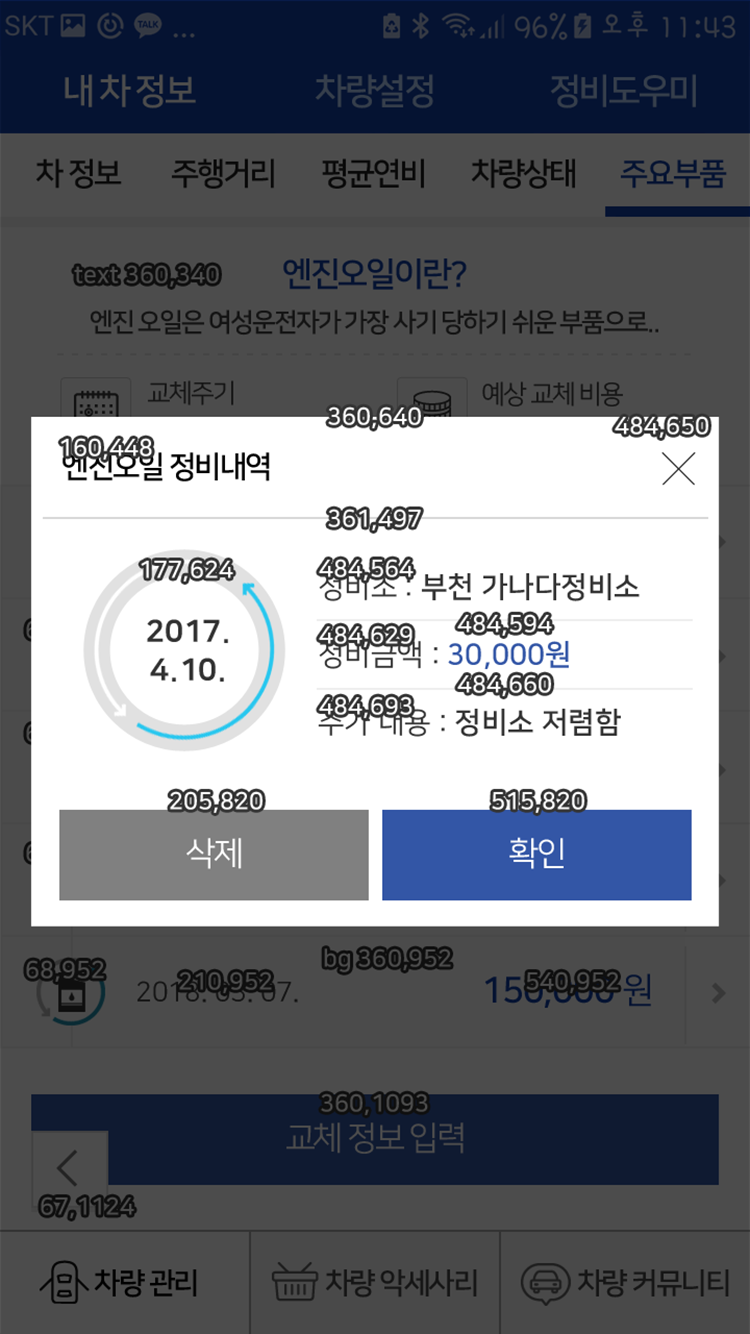 SKT TALK ... 96% 오후 11:43
내 차 정보 차량설정 정비도우미
차 정보 주행거리 평균연비 차량상태 주요부품
text 360,340 엔진오일이란?
엔진 오일은 여성운전자가 가장 사기 당하기 쉬운 부품으로..
교체주기 예상 교체 비용
360,640 484,650
160,448
엔진오일 정비내역
361,497
177,624 484,564
정비소 : 부천 가나다정비소
2017.
4.10.
484,629 484,594
정비금액 : 30,000원
484,660
484,693
추가 내용 : 정비소 저렴함
205,820 515,820
삭제 확인
bg 360,952
68,952 210,952 540,952
2018. 03. 07. 150,000 원
360,1093
교체 정보 입력
67,1124
차량 관리 차량 악세사리 차량 커뮤니티